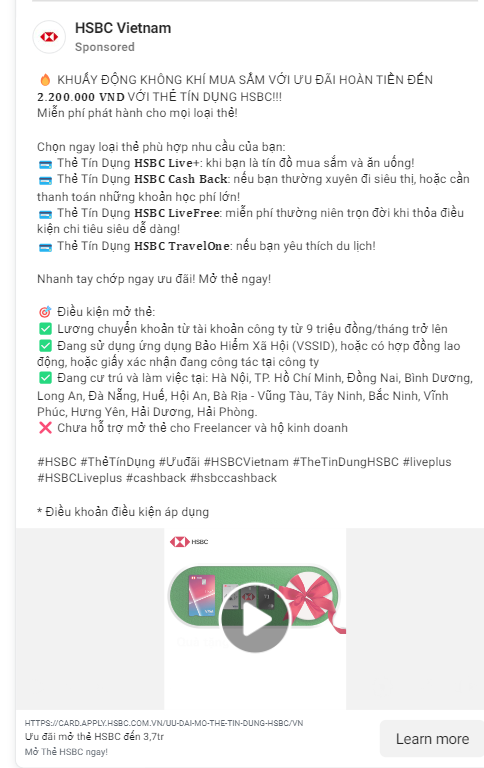 HSBC Vietnam
Sponsored
🔥 KHUẤY ĐỘNG KHÔNG KHÍ MUA SẮM VỚI ƯU ĐÃI HOÀN TIỀN ĐẾN
2.200.000 VND VỚI THẺ TÍN DỤNG HSBC!!!
Miễn phí phát hành cho mọi loại thẻ!
Chọn ngay loại thẻ phù hợp nhu cầu của bạn:
💳 Thẻ Tín Dụng HSBC Live+: khi bạn là tín đồ mua sắm và ăn uống!
💳 Thẻ Tín Dụng HSBC Cash Back: nếu bạn thường xuyên đi siêu thị, hoặc cần
thanh toán những khoản học phí lớn!
💳 Thẻ Tín Dụng HSBC LiveFree: miễn phí thường niên trọn đời khi thỏa điều
kiện chi tiêu siêu dễ dàng!
💳 Thẻ Tín Dụng HSBC TravelOne: nếu bạn yêu thích du lịch!
Nhanh tay chớp ngay ưu đãi! Mở thẻ ngay!
🎯 Điều kiện mở thẻ:
✅ Lương chuyển khoản từ tài khoản công ty từ 9 triệu đồng/tháng trở lên
✅ Đang sử dụng ứng dụng Bảo Hiểm Xã Hội (VSSID), hoặc có hợp đồng lao
động, hoặc giấy xác nhận đang công tác tại công ty
✅ Đang cư trú và làm việc tại: Hà Nội, TP. Hồ Chí Minh, Đồng Nai, Bình Dương,
Long An, Đà Nẵng, Huế, Hội An, Bà Rịa - Vũng Tàu, Tây Ninh, Bắc Ninh, Vĩnh
Phúc, Hưng Yên, Hải Dương, Hải Phòng.
❌ Chưa hỗ trợ mở thẻ cho Freelancer và hộ kinh doanh
#HSBC #ThẻTínDụng #Ưuđãi #HSBCVietnam #TheTinDungHSBC #liveplus
#HSBCLiveplus #cashback #hsbccashback
* Điều khoản điều kiện áp dụng
HSBC
HTTPS://CARD.APPLY.HSBC.COM.VN/UU-DAI-MO-THE-TIN-DUNG-HSBC/VN
Ưu đãi mở thẻ HSBC đến 3,7tr
Mở Thẻ HSBC ngay!
Learn more